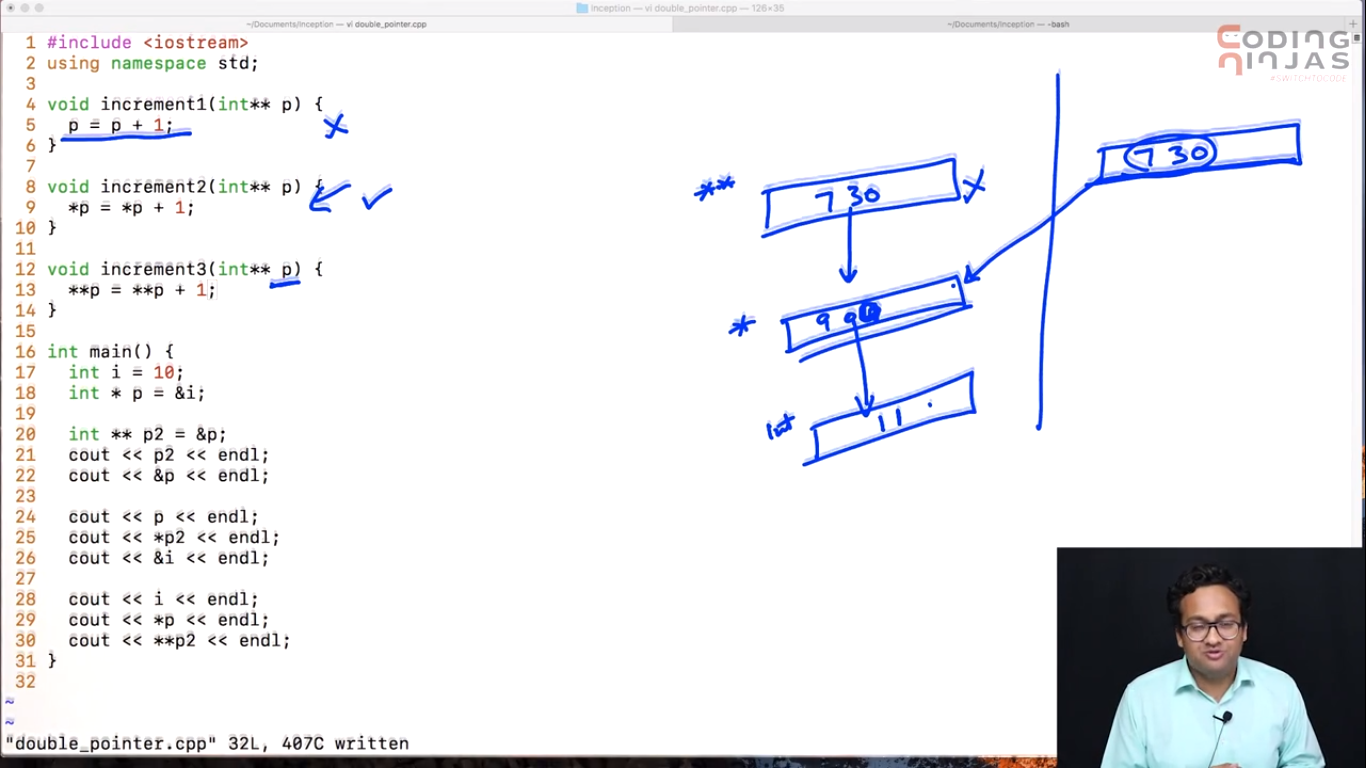 Inception — vi double_pointer.cpp — 126×35
~/Documents/Inception — vi double_pointer.cpp
~/Documents/Inception — -bash
CODING
NINJAS
#SWITCHTOCODE
1 #include <iostream>
2 using namespace std;
3
4 void increment1(int** p) {
5 p = p + 1;
6 }
7
8 void increment2(int** p) {
9 *p = *p + 1;
10 }
11
12 void increment3(int** p) {
13 **p = **p + 1;
14 }
15
16 int main() {
17 int i = 10;
18 int * p = &i;
19
20 int ** p2 = &p;
21 cout << p2 << endl;
22 cout << &p << endl;
23
24 cout << p << endl;
25 cout << *p2 << endl;
26 cout << &i << endl;
27
28 cout << i << endl;
29 cout << *p << endl;
30 cout << **p2 << endl;
31 }
32
~
~
"double_pointer.cpp" 32L, 407C written
** 730
730
*
int 11